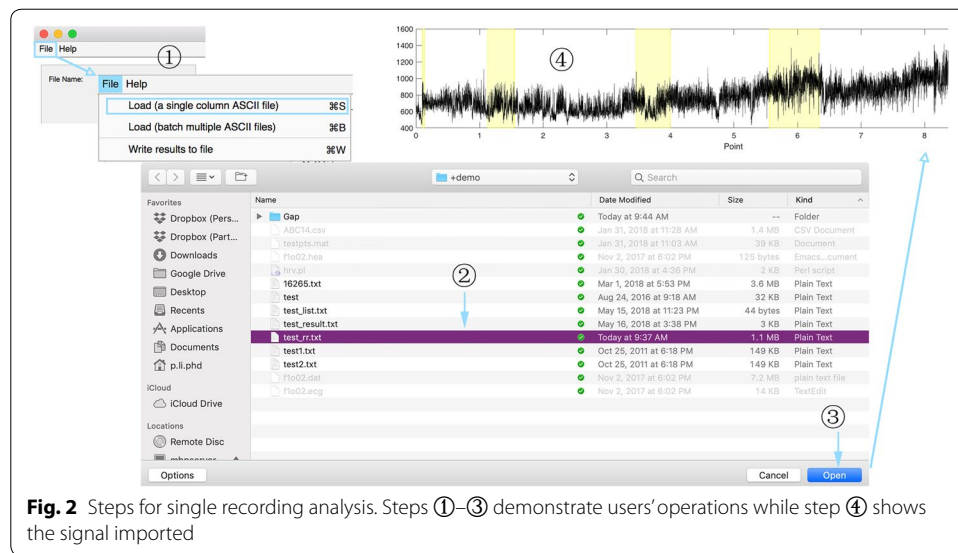 File Help
①
File Name:
File Help
Load (a single column ASCII file) ⌘S
Load (batch multiple ASCII files) ⌘B
Write results to file ⌘W
1600
1400
1200
1000
800
600
400
④
0 1 2 3 4 5 6 7 8
Point
+demo
Search
Favorites
Dropbox (Pers...
Dropbox (Part...
Downloads
Google Drive
Desktop
Recents
Applications
Documents
p.li.phd
iCloud
iCloud Drive
Locations
Remote Disc
Name Date Modified Size Kind
Gap Today at 9:44 AM -- Folder
ABC14.csv Jan 31, 2018 at 11:28 AM 1.4 MB CSV Document
testpts.mat Jan 31, 2018 at 11:03 AM 39 KB Document
f1o02.hea Nov 2, 2017 at 6:02 PM 125 bytes Emacs...cument
hrv.pl Jan 30, 2018 at 4:36 PM 2 KB Perl script
②
16265.txt Mar 1, 2018 at 5:53 PM 3.6 MB Plain Text
test Aug 24, 2016 at 9:18 AM 32 KB Plain Text
test_list.txt May 15, 2018 at 11:23 PM 44 bytes Plain Text
test_result.txt May 16, 2018 at 3:38 PM 3 KB Plain Text
test_rr.txt Today at 9:37 AM 1.1 MB Plain Text
test1.txt Oct 25, 2011 at 6:18 PM 149 KB Plain Text
test2.txt Oct 25, 2011 at 6:18 PM 149 KB Plain Text
f1o02.dat Nov 2, 2017 at 6:02 PM 7.2 MB plain text file
f1o02.ecg Nov 2, 2017 at 6:02 PM 14 KB TextEdit
③
Options Cancel Open
Fig. 2 Steps for single recording analysis. Steps ①–③ demonstrate users' operations while step ④ shows
the signal imported